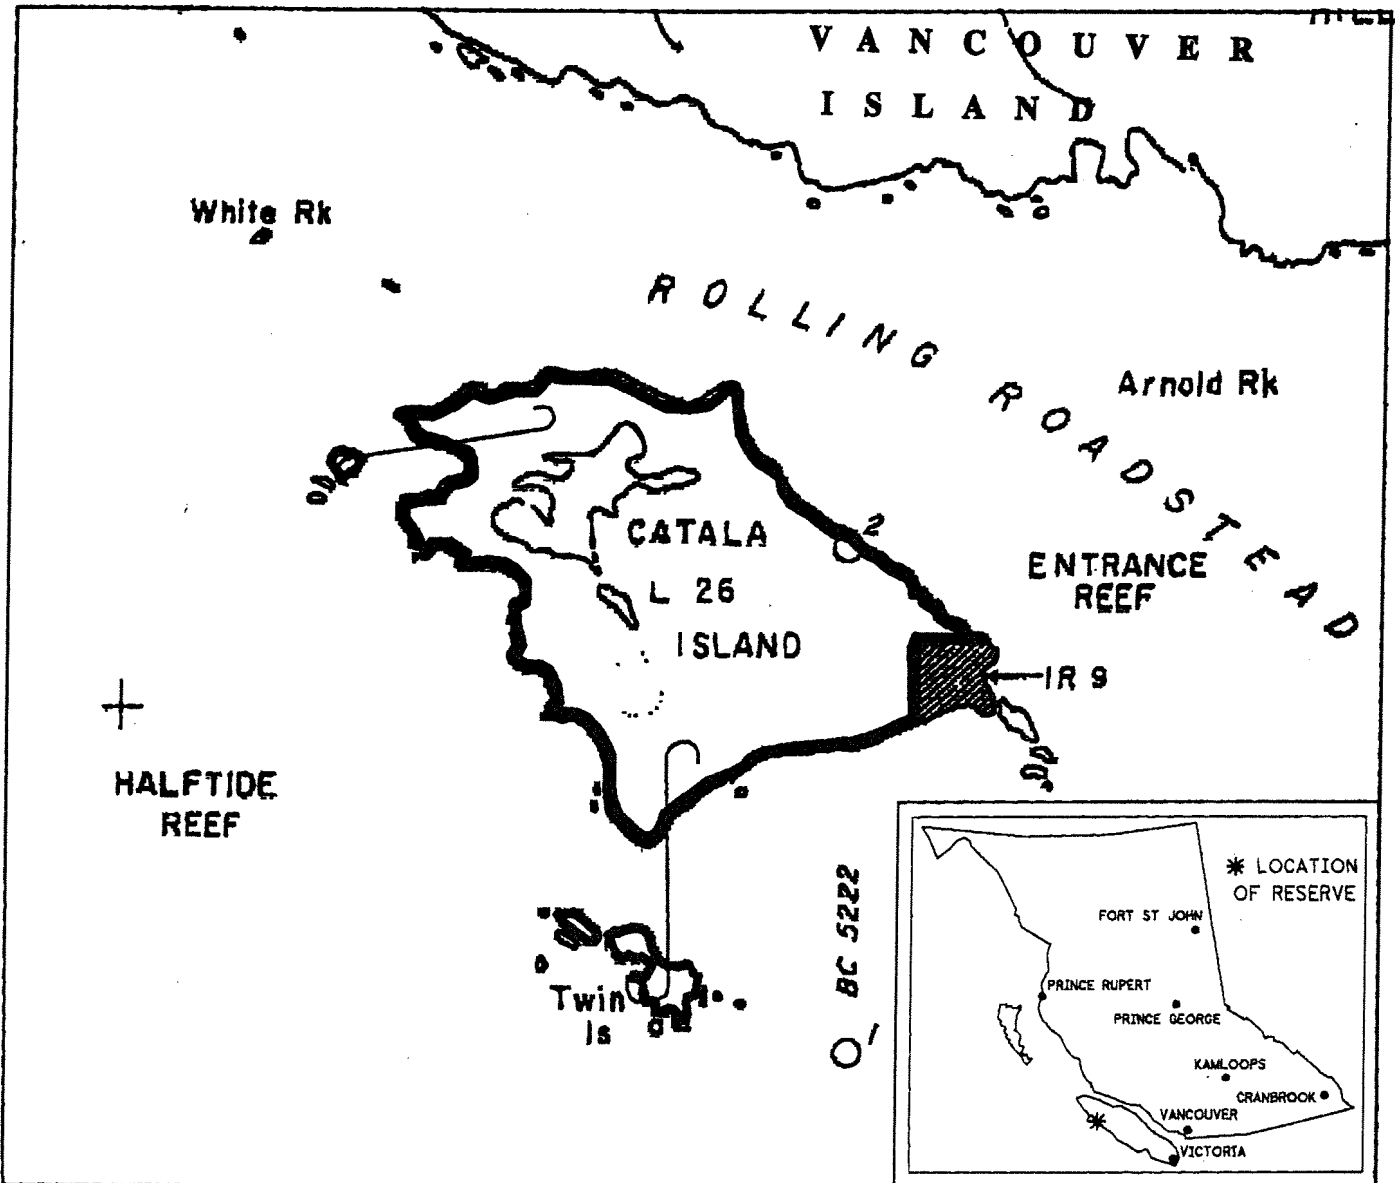 VANCOUVER
ISLAND
White Rk
ROLLING ROADSTEAD
Arnold Rk
2
CATALA
L 26
ISLAND
ENTRANCE
REEF
IR 9
HALFTIDE
REEF
Twin
Is
BC 5222
1
* LOCATION
OF RESERVE
FORT ST JOHN
PRINCE RUPERT
PRINCE GEORGE
KAMLOOPS
CRANBROOK
VANCOUVER
VICTORIA